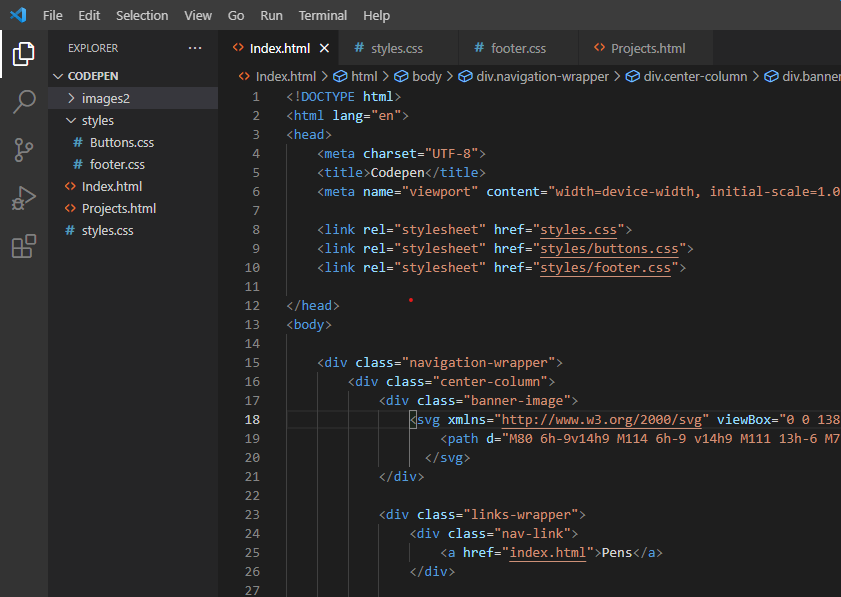 File Edit Selection View Go Run Terminal Help
EXPLORER ...
CODEPEN
images2
styles
# Buttons.css
# footer.css
<> Index.html
<> Projects.html
# styles.css
<> Index.html × # styles.css # footer.css <> Projects.html
<> Index.html > html > body > div.navigation-wrapper > div.center-column > div.banner
1 <!DOCTYPE html>
2 <html lang="en">
3 <head>
4 <meta charset="UTF-8">
5 <title>Codepen</title>
6 <meta name="viewport" content="width=device-width, initial-scale=1.0
7
8 <link rel="stylesheet" href="styles.css">
9 <link rel="stylesheet" href="styles/buttons.css">
10 <link rel="stylesheet" href="styles/footer.css">
11
12 </head>
13 <body>
14
15 <div class="navigation-wrapper">
16 <div class="center-column">
17 <div class="banner-image">
18 <svg xmlns="http://www.w3.org/2000/svg" viewBox="0 0 138
19 <path d="M80 6h-9v14h9 M114 6h-9 v14h9 M111 13h-6 M7
20 </svg>
21 </div>
22
23 <div class="links-wrapper">
24 <div class="nav-link">
25 <a href="index.html">Pens</a>
26 </div>
27